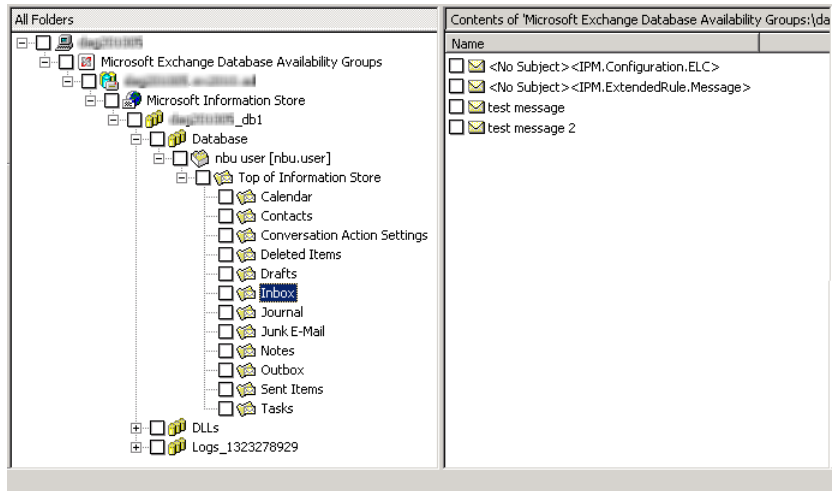 All Folders
Microsoft Exchange Database Availability Groups
Microsoft Information Store
_db1
Database
nbu user [nbu.user]
Top of Information Store
Calendar
Contacts
Conversation Action Settings
Deleted Items
Drafts
Inbox
Journal
Junk E-Mail
Notes
Outbox
Sent Items
Tasks
DLLs
Logs_1323278929
Contents of 'Microsoft Exchange Database Availability Groups:\da
Name
<No Subject><IPM.Configuration.ELC>
<No Subject><IPM.ExtendedRule.Message>
test message
test message 2